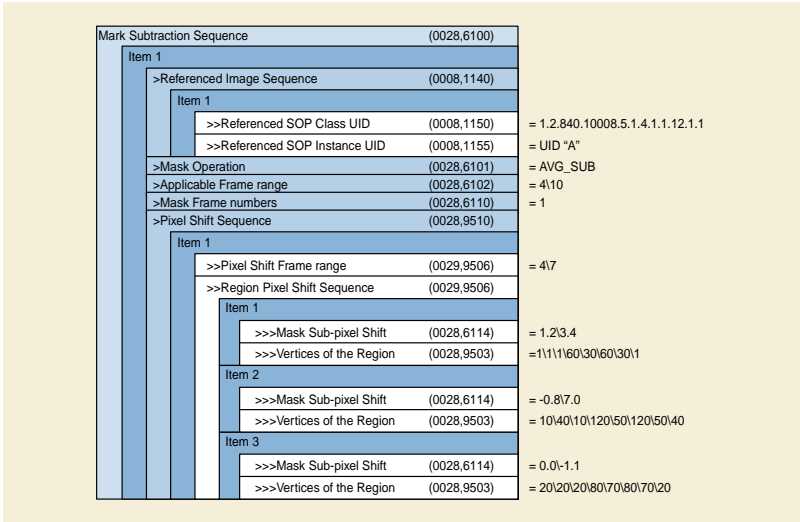 Mark Subtraction Sequence (0028,6100)
Item 1
>Referenced Image Sequence (0008,1140)
Item 1
>>Referenced SOP Class UID (0008,1150) = 1.2.840.10008.5.1.4.1.1.12.1.1
>>Referenced SOP Instance UID (0008,1155) = UID “A”
>Mask Operation (0028,6101) = AVG_SUB
>Applicable Frame range (0028,6102) = 4\10
>Mask Frame numbers (0028,6110) = 1
>Pixel Shift Sequence (0028,9510)
Item 1
>>Pixel Shift Frame range (0029,9506) = 4\7
>>Region Pixel Shift Sequence (0029,9506)
Item 1
>>>Mask Sub-pixel Shift (0028,6114) = 1.2\3.4
>>>Vertices of the Region (0028,9503) =1\1\1\60\30\60\30\1
Item 2
>>>Mask Sub-pixel Shift (0028,6114) = -0.8\7.0
>>>Vertices of the Region (0028,9503) = 10\40\10\120\50\120\50\40
Item 3
>>>Mask Sub-pixel Shift (0028,6114) = 0.0\-1.1
>>>Vertices of the Region (0028,9503) = 20\20\20\80\70\80\70\20